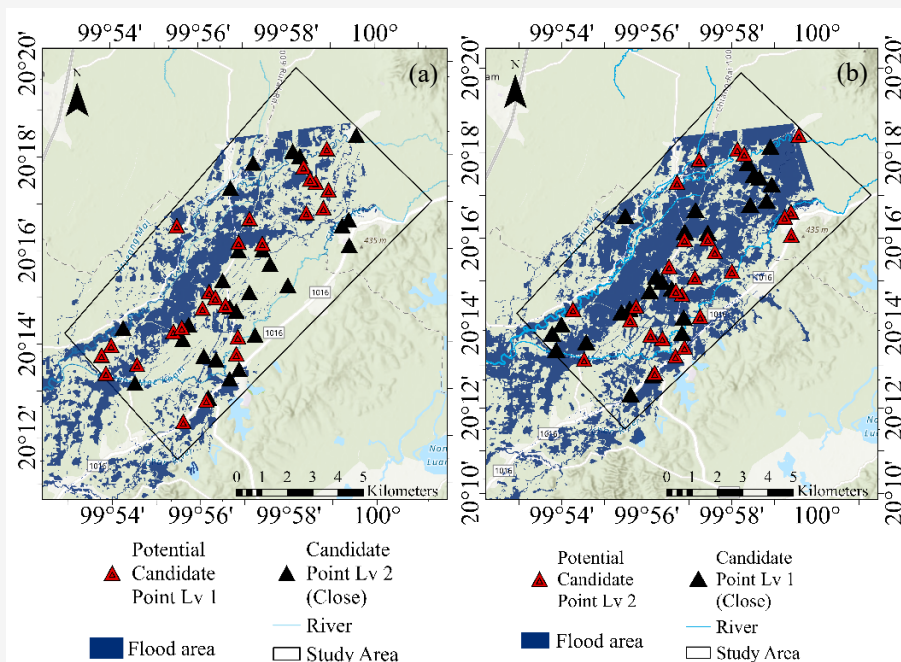 99°54' 99°56' 99°58' 100°
20°20'
20°18'
20°16'
20°14'
20°12'
20°10'
(a)
N
435 m
1016
1016
1016
0 1 2 3 4 5
Kilometers
99°54' 99°56' 99°58' 100°
Potential
Candidate
Point Lv 1
Candidate
Point Lv 2
(Close)
Flood area
River
Study Area
99°54' 99°56' 99°58' 100°
20°20'
20°18'
20°16'
20°14'
20°12'
20°10'
(b)
N
am
435 m
1016
1016
1016
Nam
Luang
0 1 2 3 4 5
Kilometers
99°54' 99°56' 99°58' 100°
Potential
Candidate
Point Lv 2
Candidate
Point Lv 1
(Close)
Flood area
River
Study Area